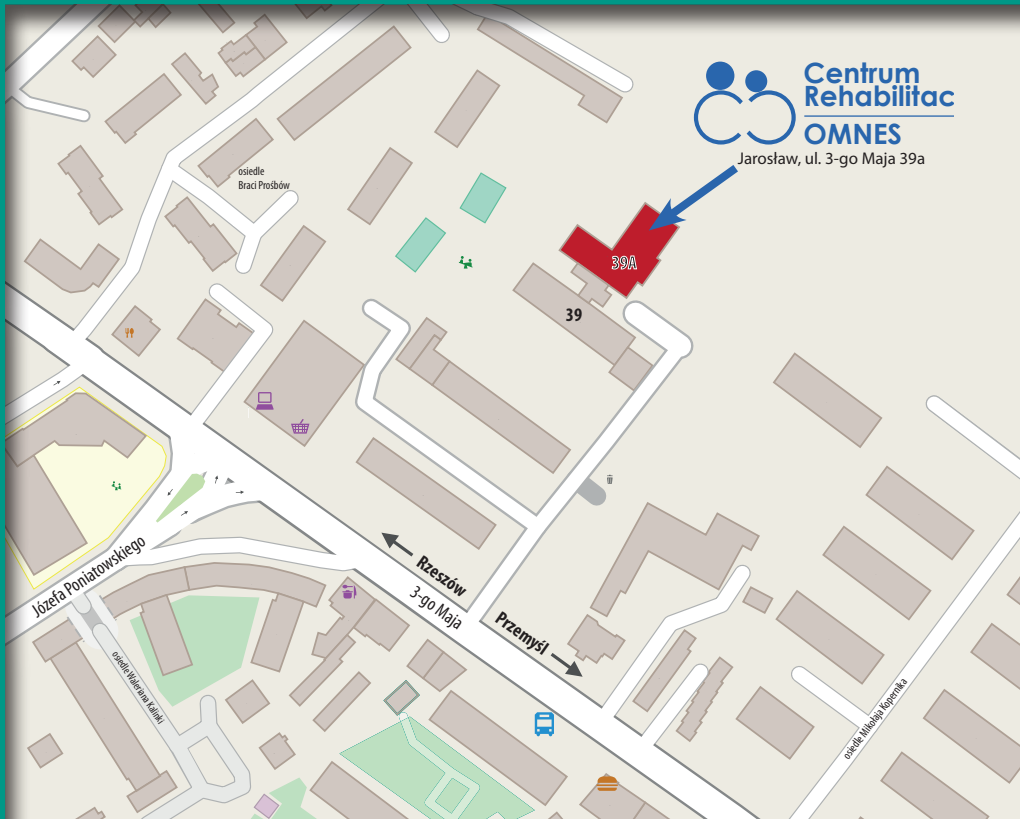 Centrum
Rehabilitac
OMNES
Jarosław, ul. 3-go Maja 39a
osiedle
Braci Prośbów
39A
39
Józefa Poniatowskiego
Rzeszów
3-go Maja
Przemyśl
osiedle Waleriana Kalinki
osiedle Mikołaja Kopernika